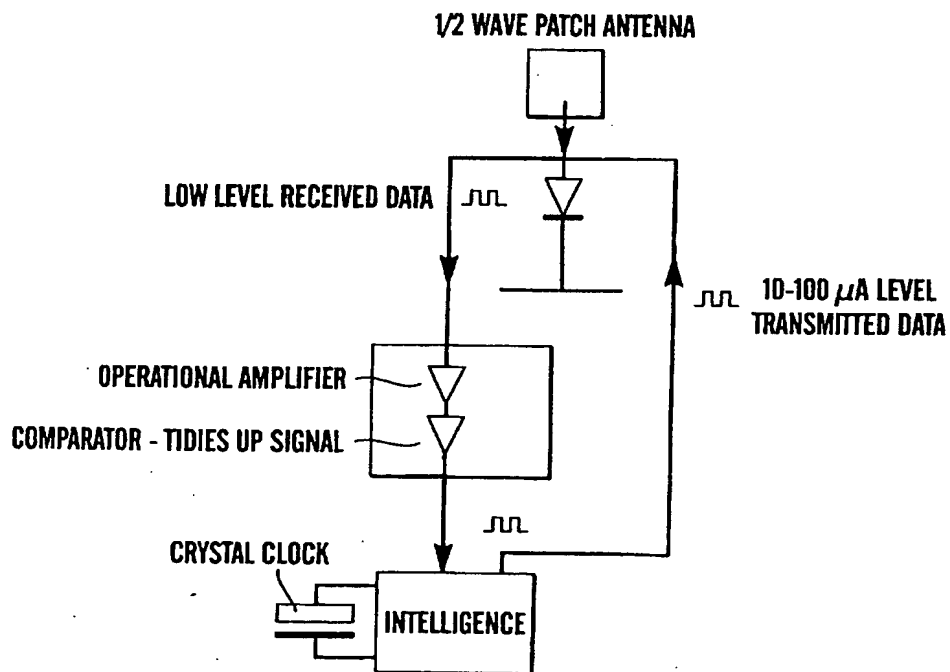 1/2 WAVE PATCH ANTENNA
LOW LEVEL RECEIVED DATA
10-100 μA LEVEL
TRANSMITTED DATA
OPERATIONAL AMPLIFIER
COMPARATOR - TIDIES UP SIGNAL
CRYSTAL CLOCK
INTELLIGENCE